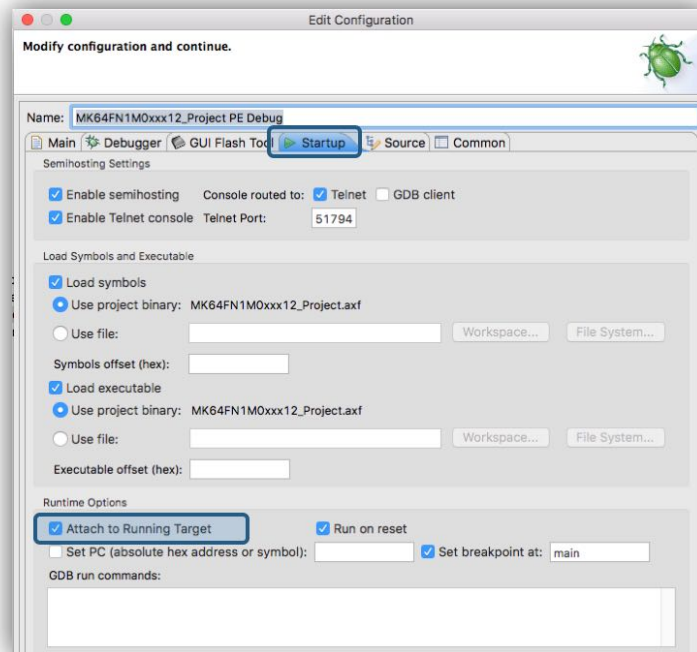 Edit Configuration
Modify configuration and continue.
Name: MK64FN1M0xxx12_Project PE Debug
Main Debugger GUI Flash Tool Startup Source Common
Semihosting Settings
Enable semihosting Console routed to: Telnet GDB client
Enable Telnet console Telnet Port: 51794
Load Symbols and Executable
Load symbols
Use project binary: MK64FN1M0xxx12_Project.axf
Use file: Workspace... File System...
Symbols offset (hex):
Load executable
Use project binary: MK64FN1M0xxx12_Project.axf
Use file: Workspace... File System...
Executable offset (hex):
Runtime Options
Attach to Running Target Run on reset
Set PC (absolute hex address or symbol): Set breakpoint at: main
GDB run commands: